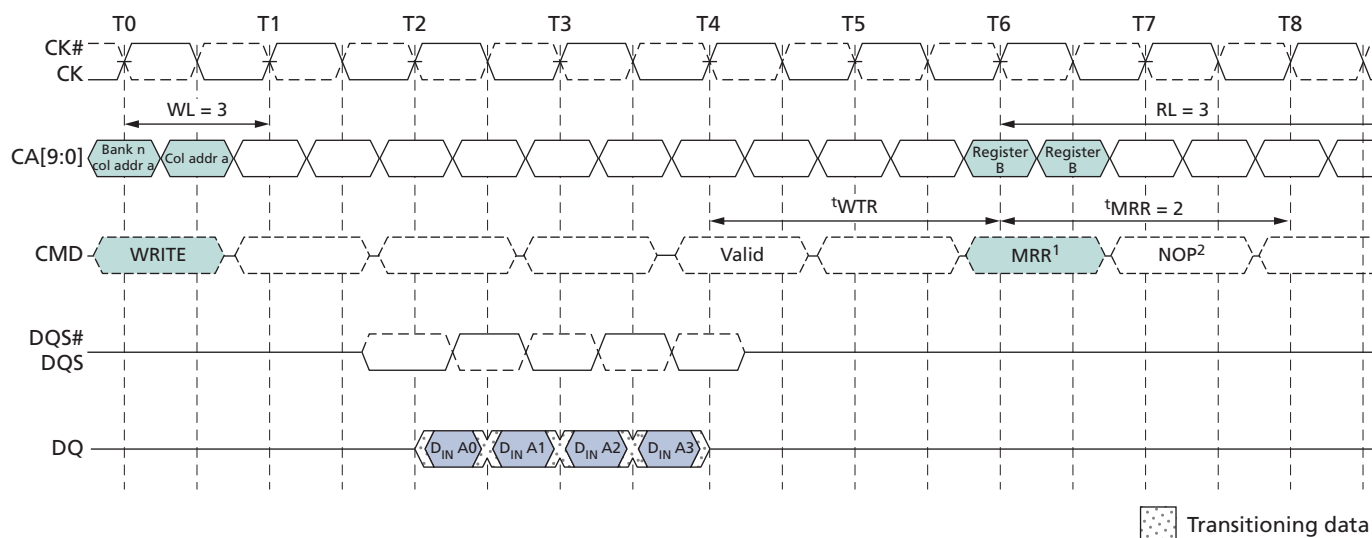 T0 T1 T2 T3 T4 T5 T6 T7 T8
CK#
CK
WL = 3
RL = 3
CA[9:0]
Bank n
col addr a
Col addr a
Register
B
Register
B
tWTR
tMRR = 2
CMD
WRITE
Valid
MRR1
NOP2
DQS#
DQS
DQ
DIN A0
DIN A1
DIN A2
DIN A3
Transitioning data